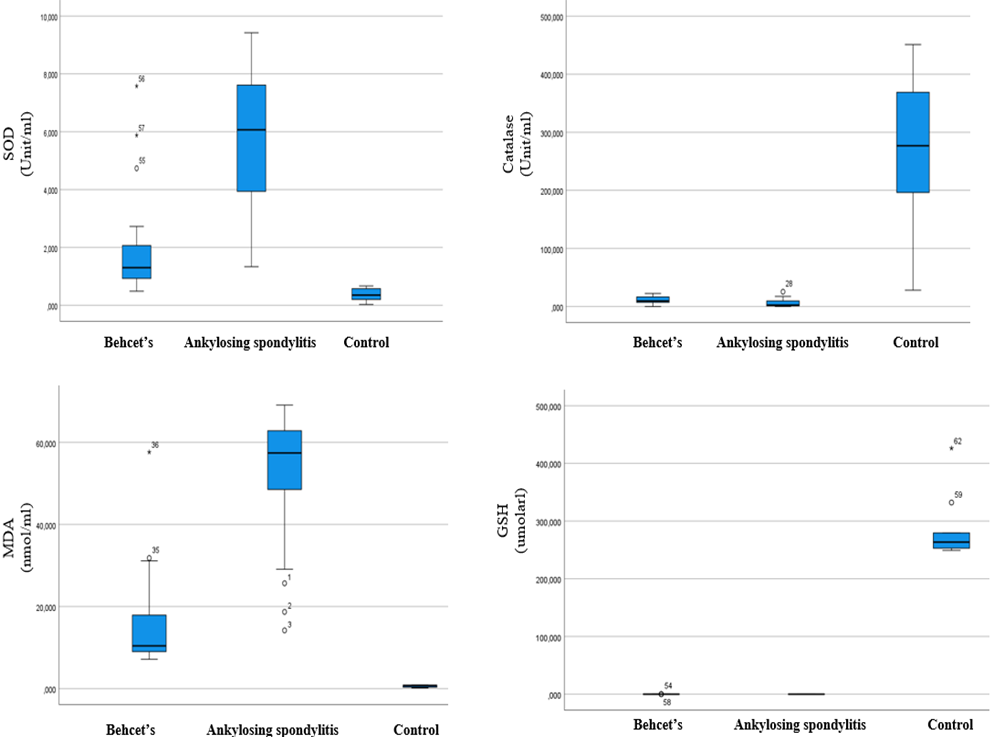 SOD
(Unit/ml)
10,000
8,000
6,000
4,000
2,000
,000
56
57
55
Behcet's Ankylosing spondylitis Control
Catalase
(Unit/ml)
500,000
400,000
300,000
200,000
100,000
,000
28
Behcet's Ankylosing spondylitis Control
MDA
(nmol/ml)
60,000
40,000
20,000
,000
36
35
1
2
3
Behcet's Ankylosing spondylitis Control
GSH
(umolarl)
500,000
400,000
300,000
200,000
100,000
,000
62
59
54
58
Behcet's Ankylosing spondylitis Control